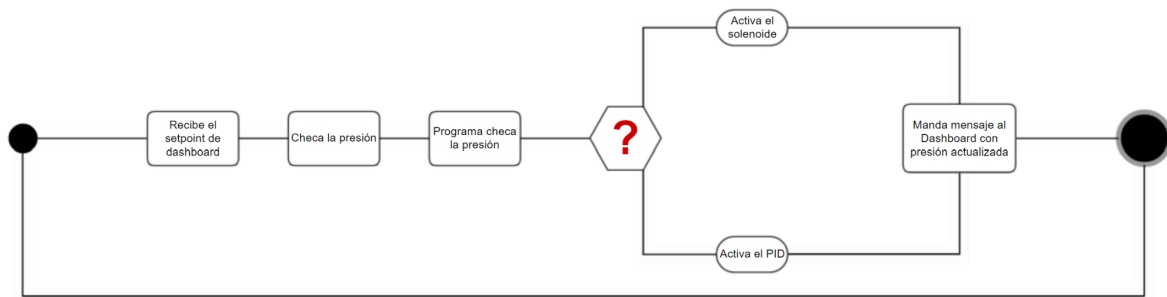 Recibe el
setpoint de
dashboard
Checa la presión
Programa checa
la presión
?
Activa el
solenoide
Activa el PID
Manda mensaje al
Dashboard con
presión actualizada